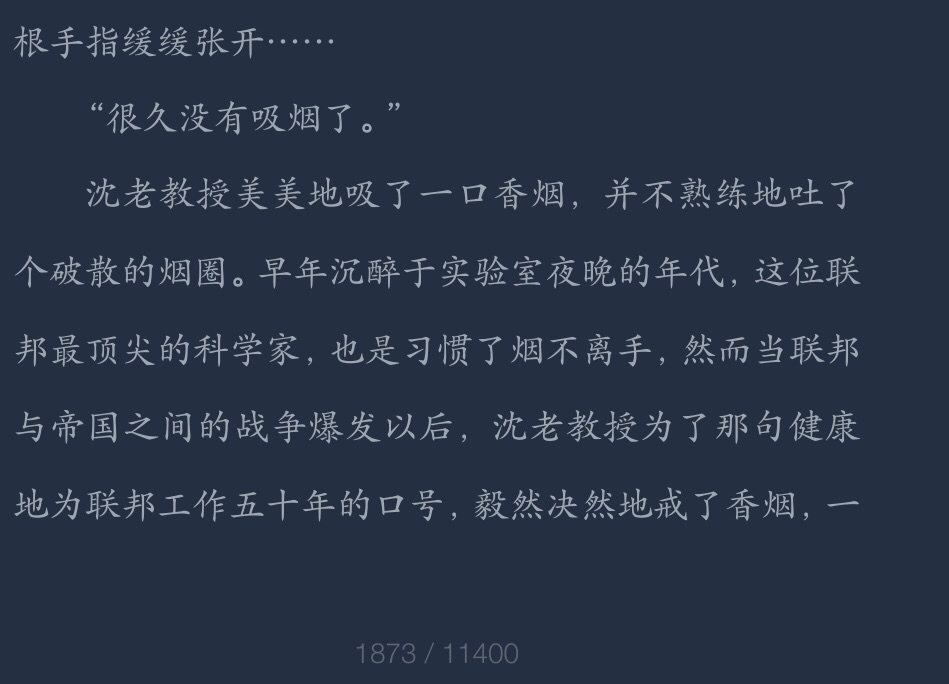 根手指缓缓张开……
“很久没有吸烟了。”
沈老教授美美地吸了一口香烟，并不熟练地吐了
个破散的烟圈。早年沉醉于实验室夜晚的年代，这位联
邦最顶尖的科学家，也是习惯了烟不离手，然而当联邦
与帝国之间的战争爆发以后，沈老教授为了那句健康
地为联邦工作五十年的口号，毅然决然地戒了香烟，一
1873 / 11400